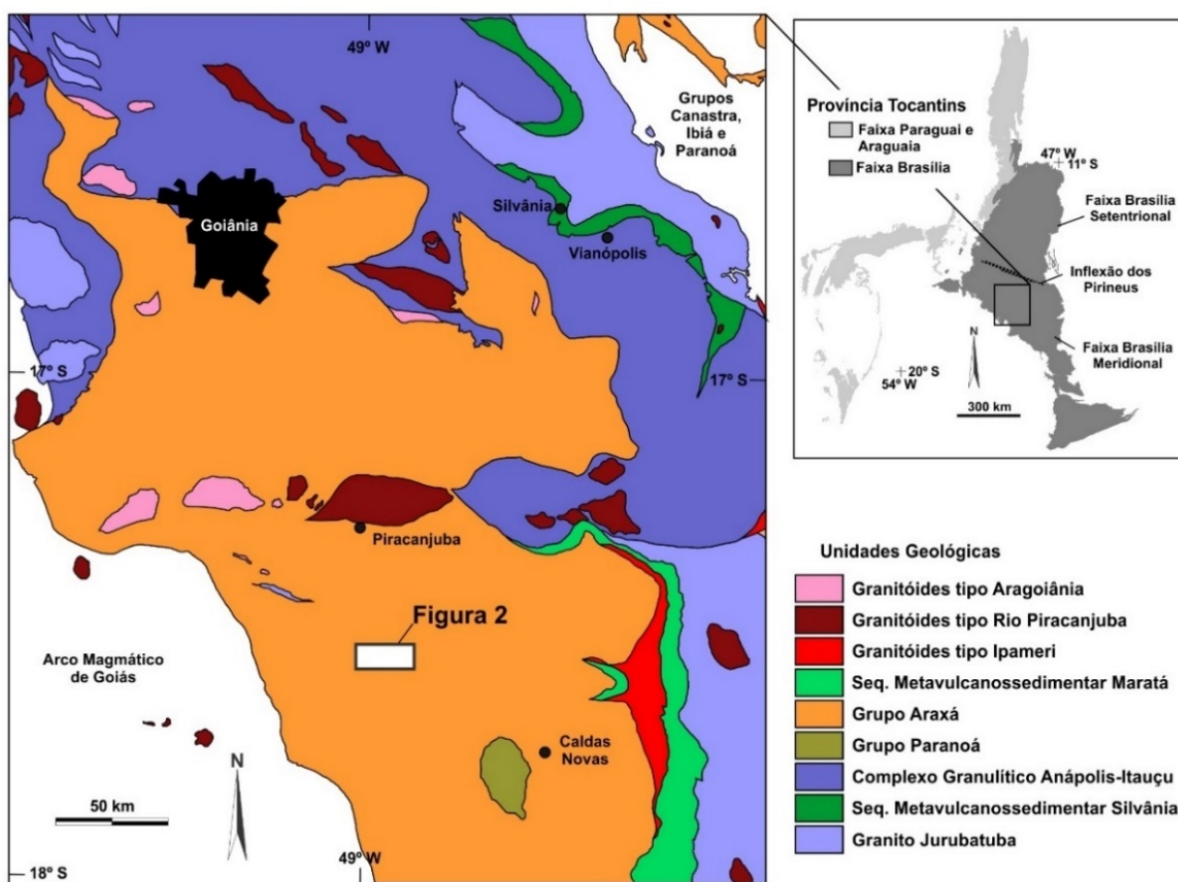 49º W
Grupos
Canastra,
Ibiá e
Paranoá
Goiânia
Silvânia
Vianópolis
17º S
17º S
Piracanjuba
Figura 2
Arco Magmático
de Goiás
Caldas
Novas
N
50 km
49º W
18º S
Província Tocantins
Faixa Paraguai e
Araguaia
Faixa Brasília
47º W
11º S
Faixa Brasília
Setentrional
Inflexão dos
Pirineus
Faixa Brasília
Meridional
N
20º S
54º W
300 km
Unidades Geológicas
Granitóides tipo Aragoiânia
Granitóides tipo Rio Piracanjuba
Granitóides tipo Ipameri
Seq. Metavulcanossedimentar Maratá
Grupo Araxá
Grupo Paranoá
Complexo Granulítico Anápolis-Itauçu
Seq. Metavulcanossedimentar Silvânia
Granito Jurubatuba